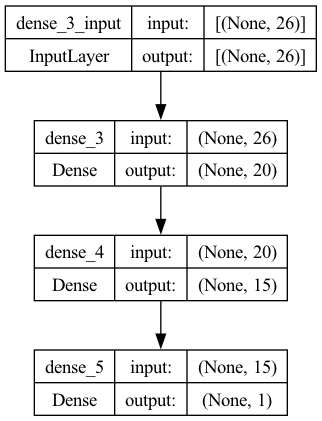 dense_3_input input: [(None, 26)]
InputLayer output: [(None, 26)]
dense_3 input: (None, 26)
Dense output: (None, 20)
dense_4 input: (None, 20)
Dense output: (None, 15)
dense_5 input: (None, 15)
Dense output: (None, 1)